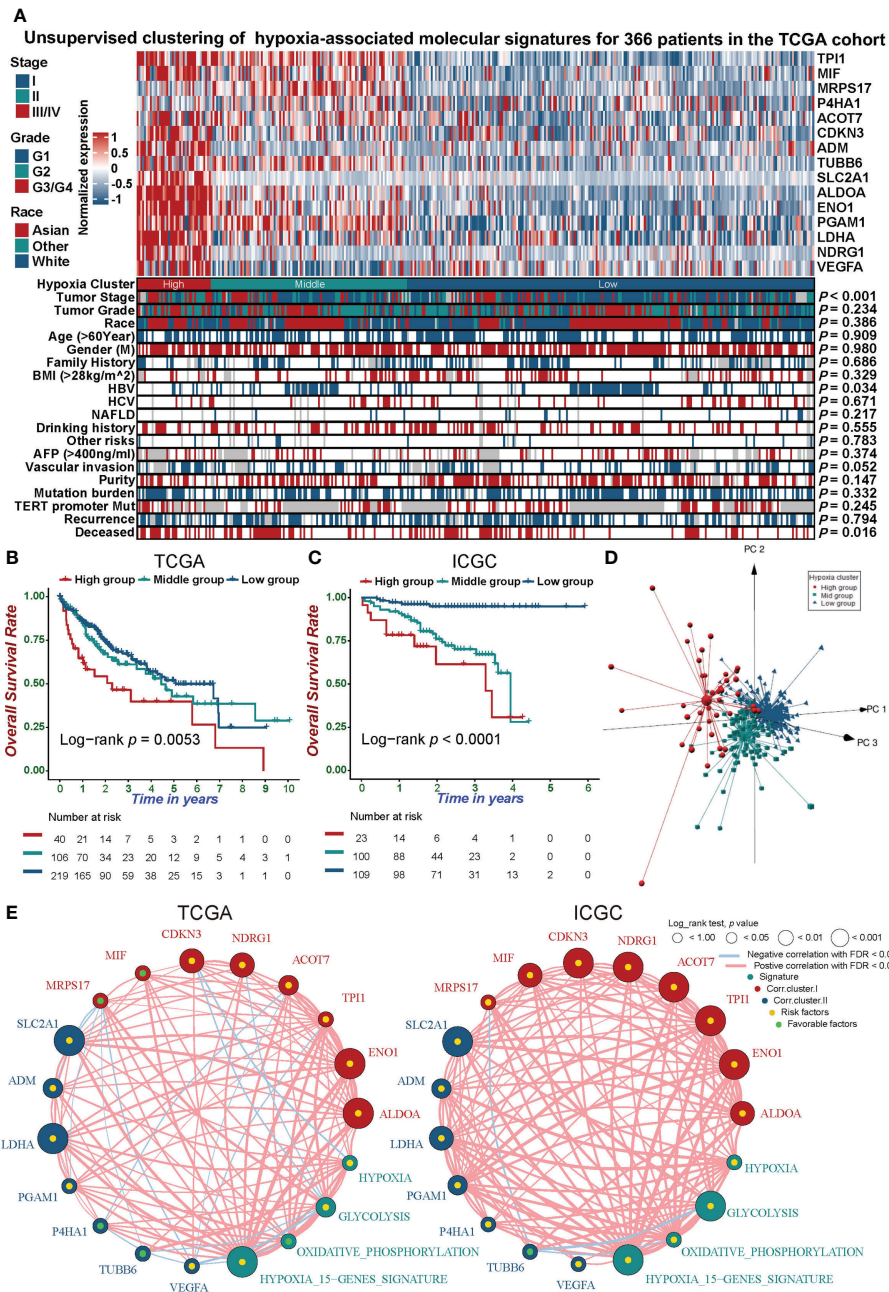 A
Unsupervised clustering of hypoxia-associated molecular signatures for 366 patients in the TCGA cohort
Stage
I
II
III/IV
Grade
G1
G2
G3/G4
Race
Asian
Other
White
Normalized expression
1
0.5
0
-0.5
-1
TPI1
MIF
MRPS17
P4HA1
ACOT7
CDKN3
ADM
TUBB6
SLC2A1
ALDOA
ENO1
PGAM1
LDHA
NDRG1
VEGFA
Hypoxia Cluster High Middle Low
Tumor Stage P < 0.001
Tumor Grade P = 0.234
Race P = 0.386
Age (>60Year) P = 0.909
Gender (M) P = 0.980
Family History P = 0.686
BMI (>28kg/m^2) P = 0.329
HBV P = 0.034
HCV P = 0.671
NAFLD P = 0.217
Drinking history P = 0.555
Other risks P = 0.783
AFP (>400ng/ml) P = 0.374
Vascular invasion P = 0.052
Purity P = 0.147
Mutation burden P = 0.332
TERT promoter Mut P = 0.245
Recurrence P = 0.794
Deceased P = 0.016
B
TCGA
High group Middle group Low group
Overall Survival Rate
1.00
0.75
0.50
0.25
0.00
Log-rank p = 0.0053
0 1 2 3 4 5 6 7 8 9 10
Time in years
Number at risk
40 21 14 7 5 3 2 1 1 0 0
106 70 34 23 20 12 9 5 4 3 1
219 165 90 59 38 25 15 3 1 1 0
C
ICGC
High group Middle group Low group
Overall Survival Rate
1.00
0.75
0.50
0.25
0.00
Log-rank p < 0.0001
0 1 2 3 4 5 6
Time in years
Number at risk
23 14 6 4 1 0 0
100 88 44 23 2 0 0
109 98 71 31 13 2 0
D
PC 2
Hypoxia cluster
High group
Mid group
Low group
PC 1
PC 3
E
TCGA
CDKN3
NDRG1
MIF
ACOT7
MRPS17
TPI1
SLC2A1
ENO1
ADM
ALDOA
LDHA
HYPOXIA
PGAM1
GLYCOLYSIS
P4HA1
OXIDATIVE_PHOSPHORYLATION
TUBB6
HYPOXIA_15-GENES_SIGNATURE
VEGFA
ICGC
CDKN3
NDRG1
MIF
ACOT7
MRPS17
TPI1
SLC2A1
ENO1
ADM
ALDOA
LDHA
HYPOXIA
PGAM1
GLYCOLYSIS
P4HA1
OXIDATIVE_PHOSPHORYLATION
TUBB6
HYPOXIA_15-GENES_SIGNATURE
VEGFA
Log_rank test, p value
< 1.00 < 0.05 < 0.01 < 0.001
Negative correlation with FDR < 0.0
Postive correlation with FDR < 0.0
Signature
Corr.cluster.I
Corr.cluster.II
Risk factors
Favorable factors